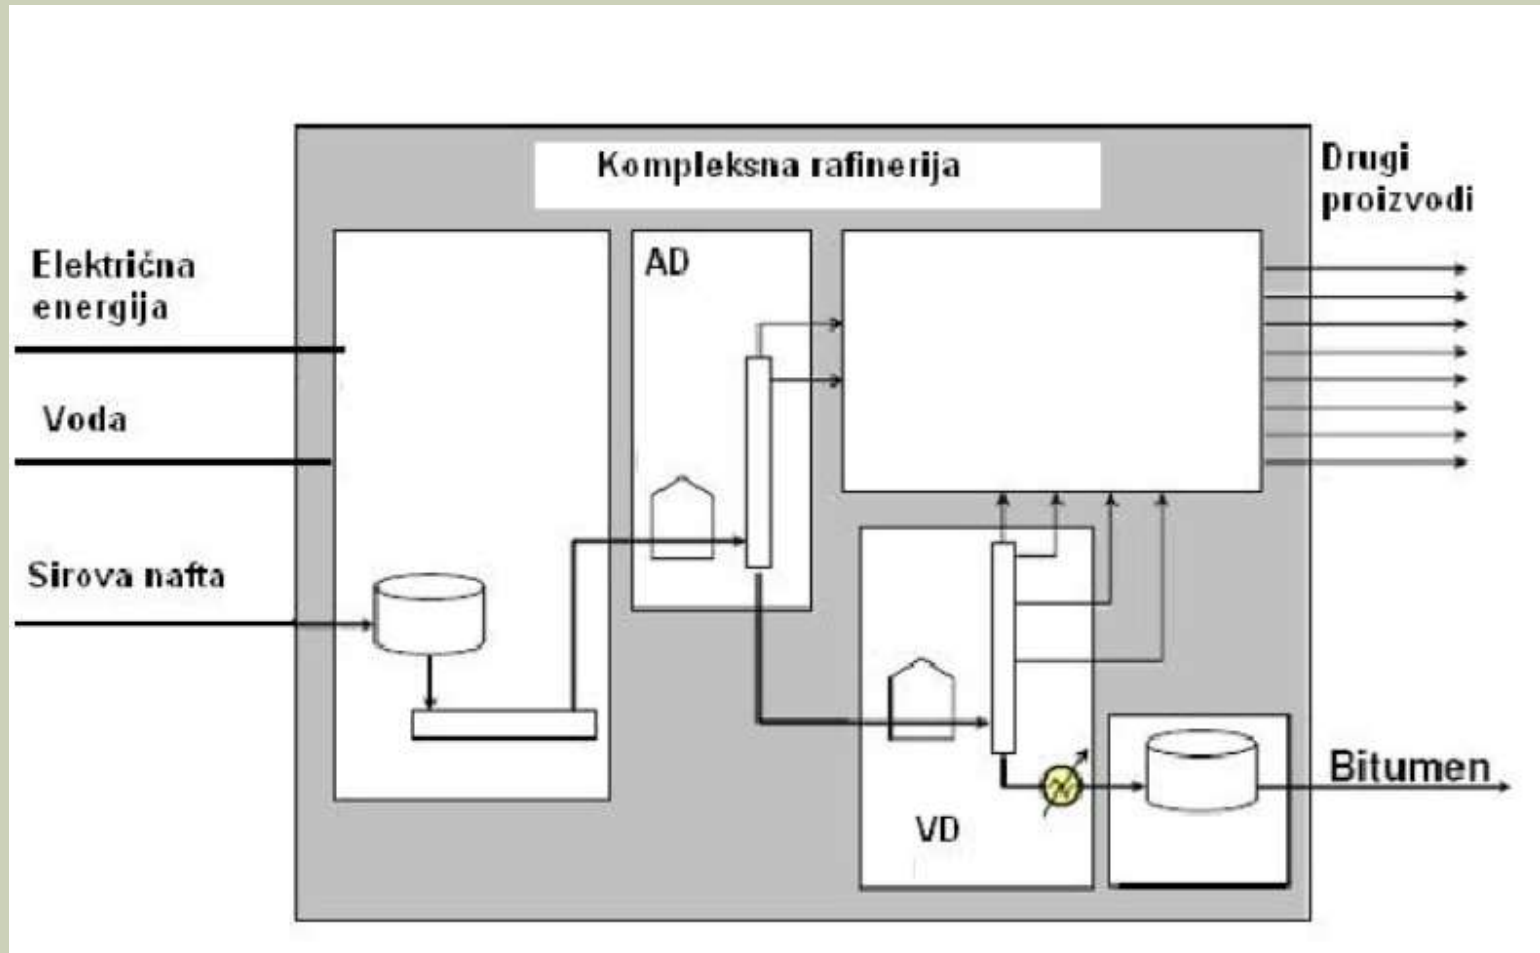 Kompleksna rafinerija
Drugi
proizvodi
Električna
energija
AD
Voda
Sirova nafta
Bitumen
VD